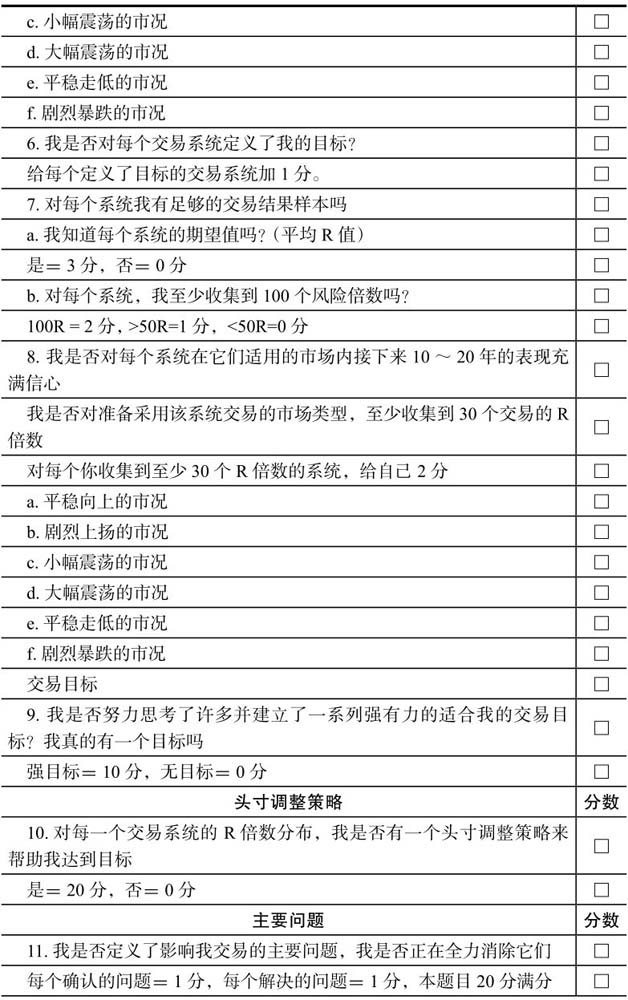 c. 小幅震荡的市况 □
d. 大幅震荡的市况 □
e. 平稳走低的市况 □
f. 剧烈暴跌的市况 □
6. 我是否对每个交易系统定义了我的目标？ □
给每个定义了目标的交易系统加 1 分。 □
7. 对每个系统我有足够的交易结果样本吗 □
a. 我知道每个系统的期望值吗？（平均 R 值） □
是＝ 3 分，否＝ 0 分 □
b. 对每个系统，我至少收集到 100 个风险倍数吗？ □
100R = 2 分，>50R=1 分，<50R=0 分 □
8. 我是否对每个系统在它们适用的市场内接下来 10 ～ 20 年的表现充
满信心 □
我是否对准备采用该系统交易的市场类型，至少收集到 30 个交易的 R
倍数 □
对每个你收集到至少 30 个 R 倍数的系统，给自己 2 分 □
a. 平稳向上的市况 □
b. 剧烈上扬的市况 □
c. 小幅震荡的市况 □
d. 大幅震荡的市况 □
e. 平稳走低的市况 □
f. 剧烈暴跌的市况 □
交易目标 □
9. 我是否努力思考了许多并建立了一系列强有力的适合我的交易目
标？我真的有一个目标吗 □
强目标＝ 10 分，无目标＝ 0 分 □
头寸调整策略 分数
10. 对每一个交易系统的 R 倍数分布，我是否有一个头寸调整策略来
帮助我达到目标 □
是＝ 20 分，否＝ 0 分 □
主要问题 分数
11. 我是否定义了影响我交易的主要问题，我是否正在全力消除它们 □
每个确认的问题＝ 1 分，每个解决的问题＝ 1 分，本题目 20 分满分 □